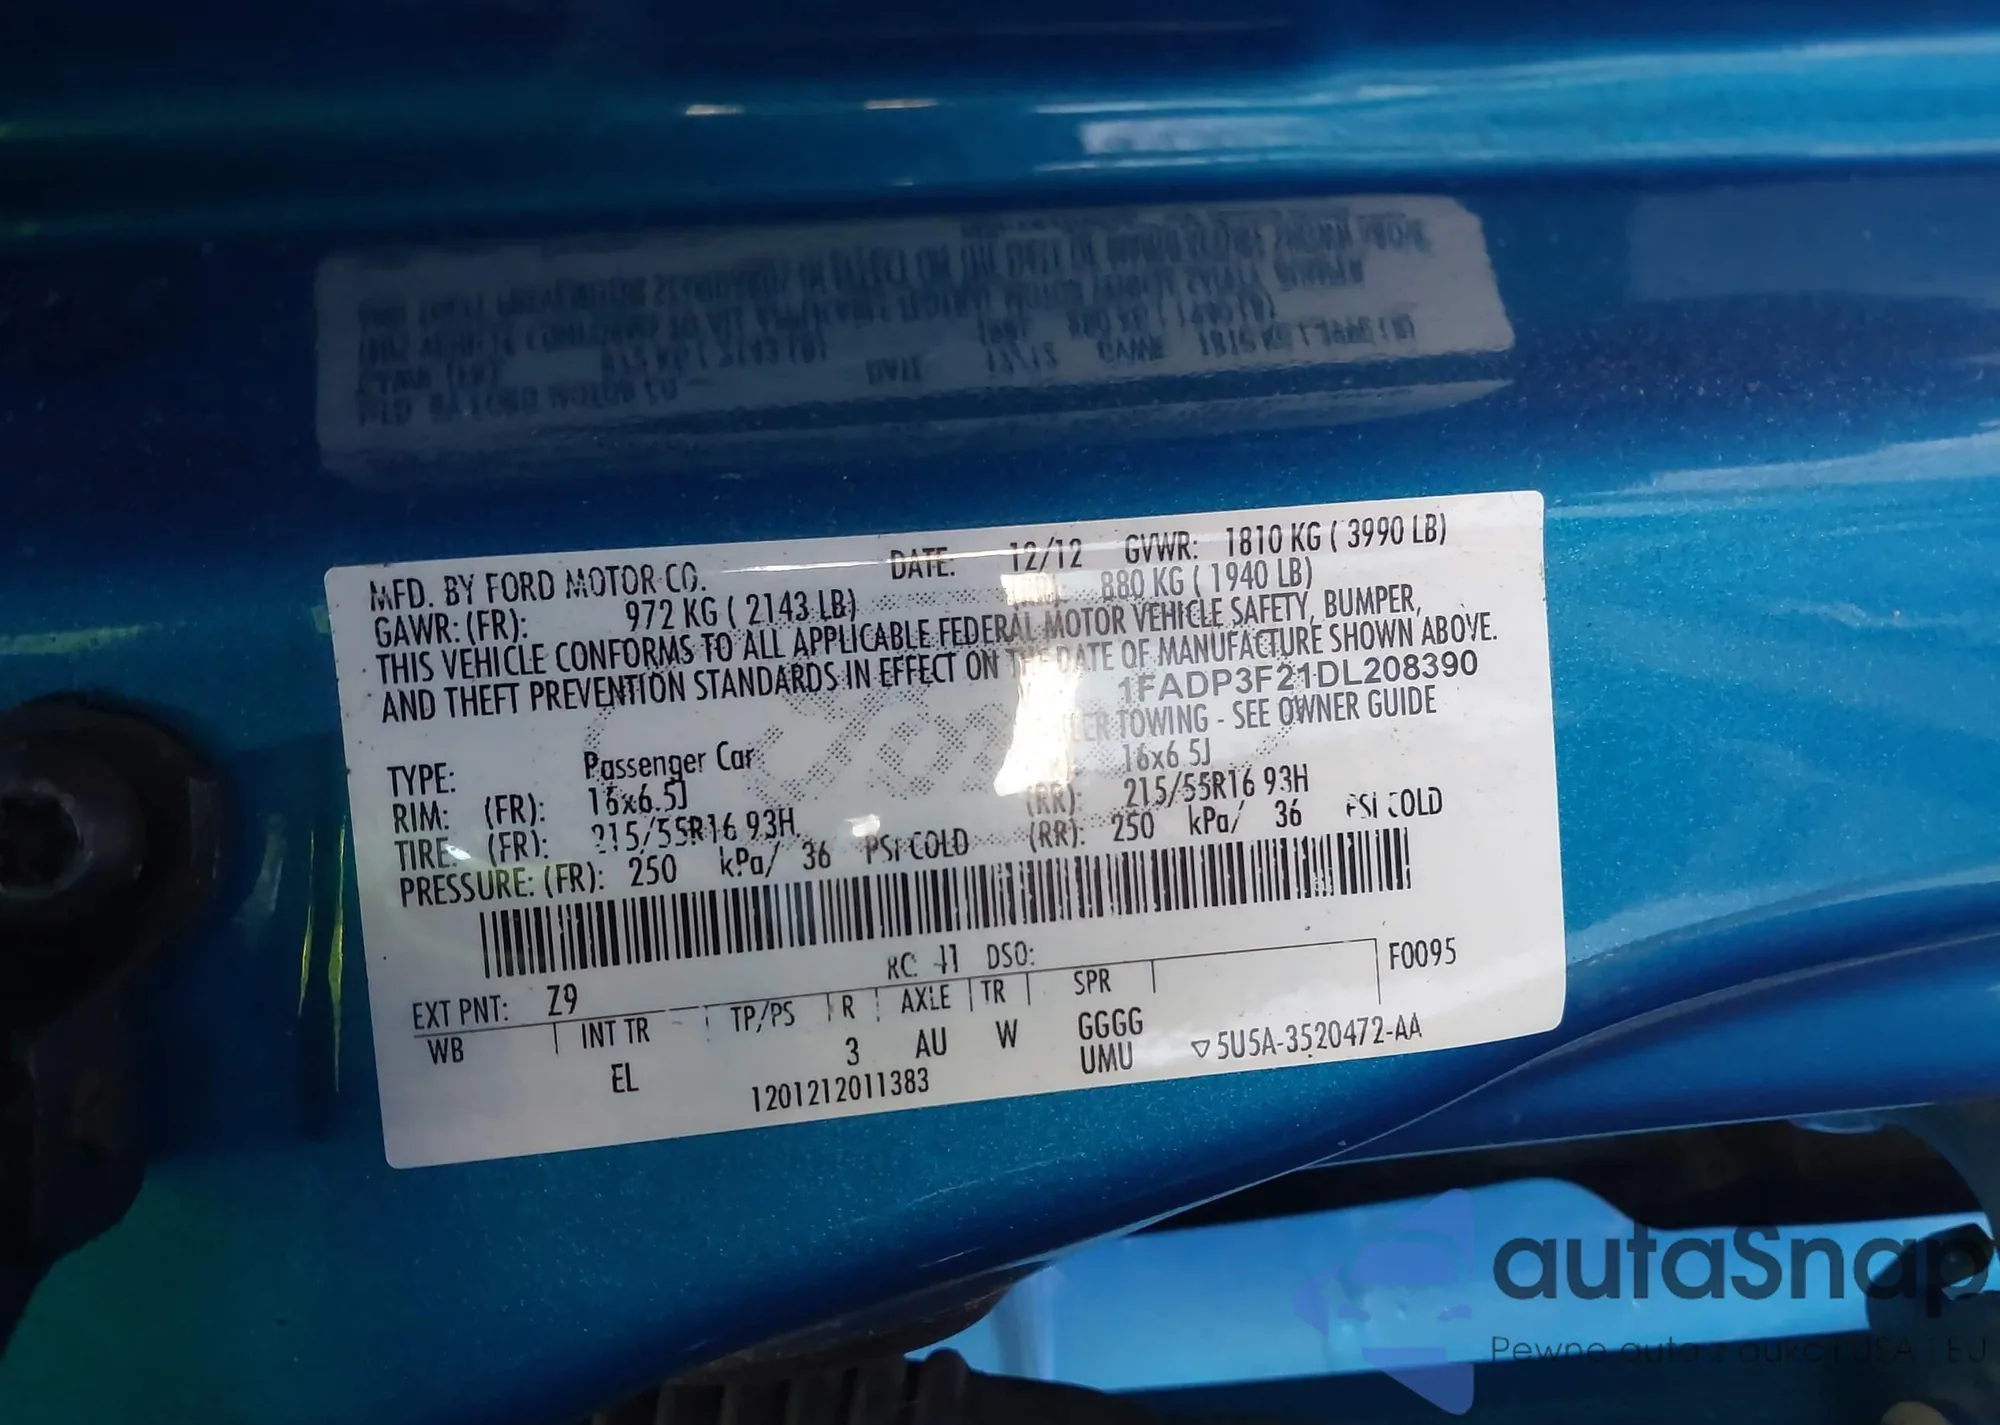 MFD. BY FORD MOTOR CO. DATE: 12/12 GVWR: 1810 KG ( 3990 LB)
GAWR: (FR): 972 KG ( 2143 LB) 880 KG ( 1940 LB)
THIS VEHICLE CONFORMS TO ALL APPLICABLE FEDERAL MOTOR VEHICLE SAFETY, BUMPER,
AND THEFT PREVENTION STANDARDS IN EFFECT ON THE DATE OF MANUFACTURE SHOWN ABOVE.
1FADP3F21DL208390
TOWING - SEE OWNER GUIDE
TYPE: Passenger Car
RIM: (FR): 16x6.5J 16x6.5J
TIRE: (FR): 215/55R16 93H (RR): 215/55R16 93H
PRESSURE: (FR): 250 kPa/ 36 PSI COLD (RR): 250 kPa/ 36 PSI COLD
RC: 41 DSO: F0095
EXT PNT: Z9
WB INT TR TP/PS R AXLE TR SPR
EL 3 AU W GGGG
UMU ▽5U5A-3520472-AA
1201212011383
autaSnap
Pewne auta z aukcji USA i EU